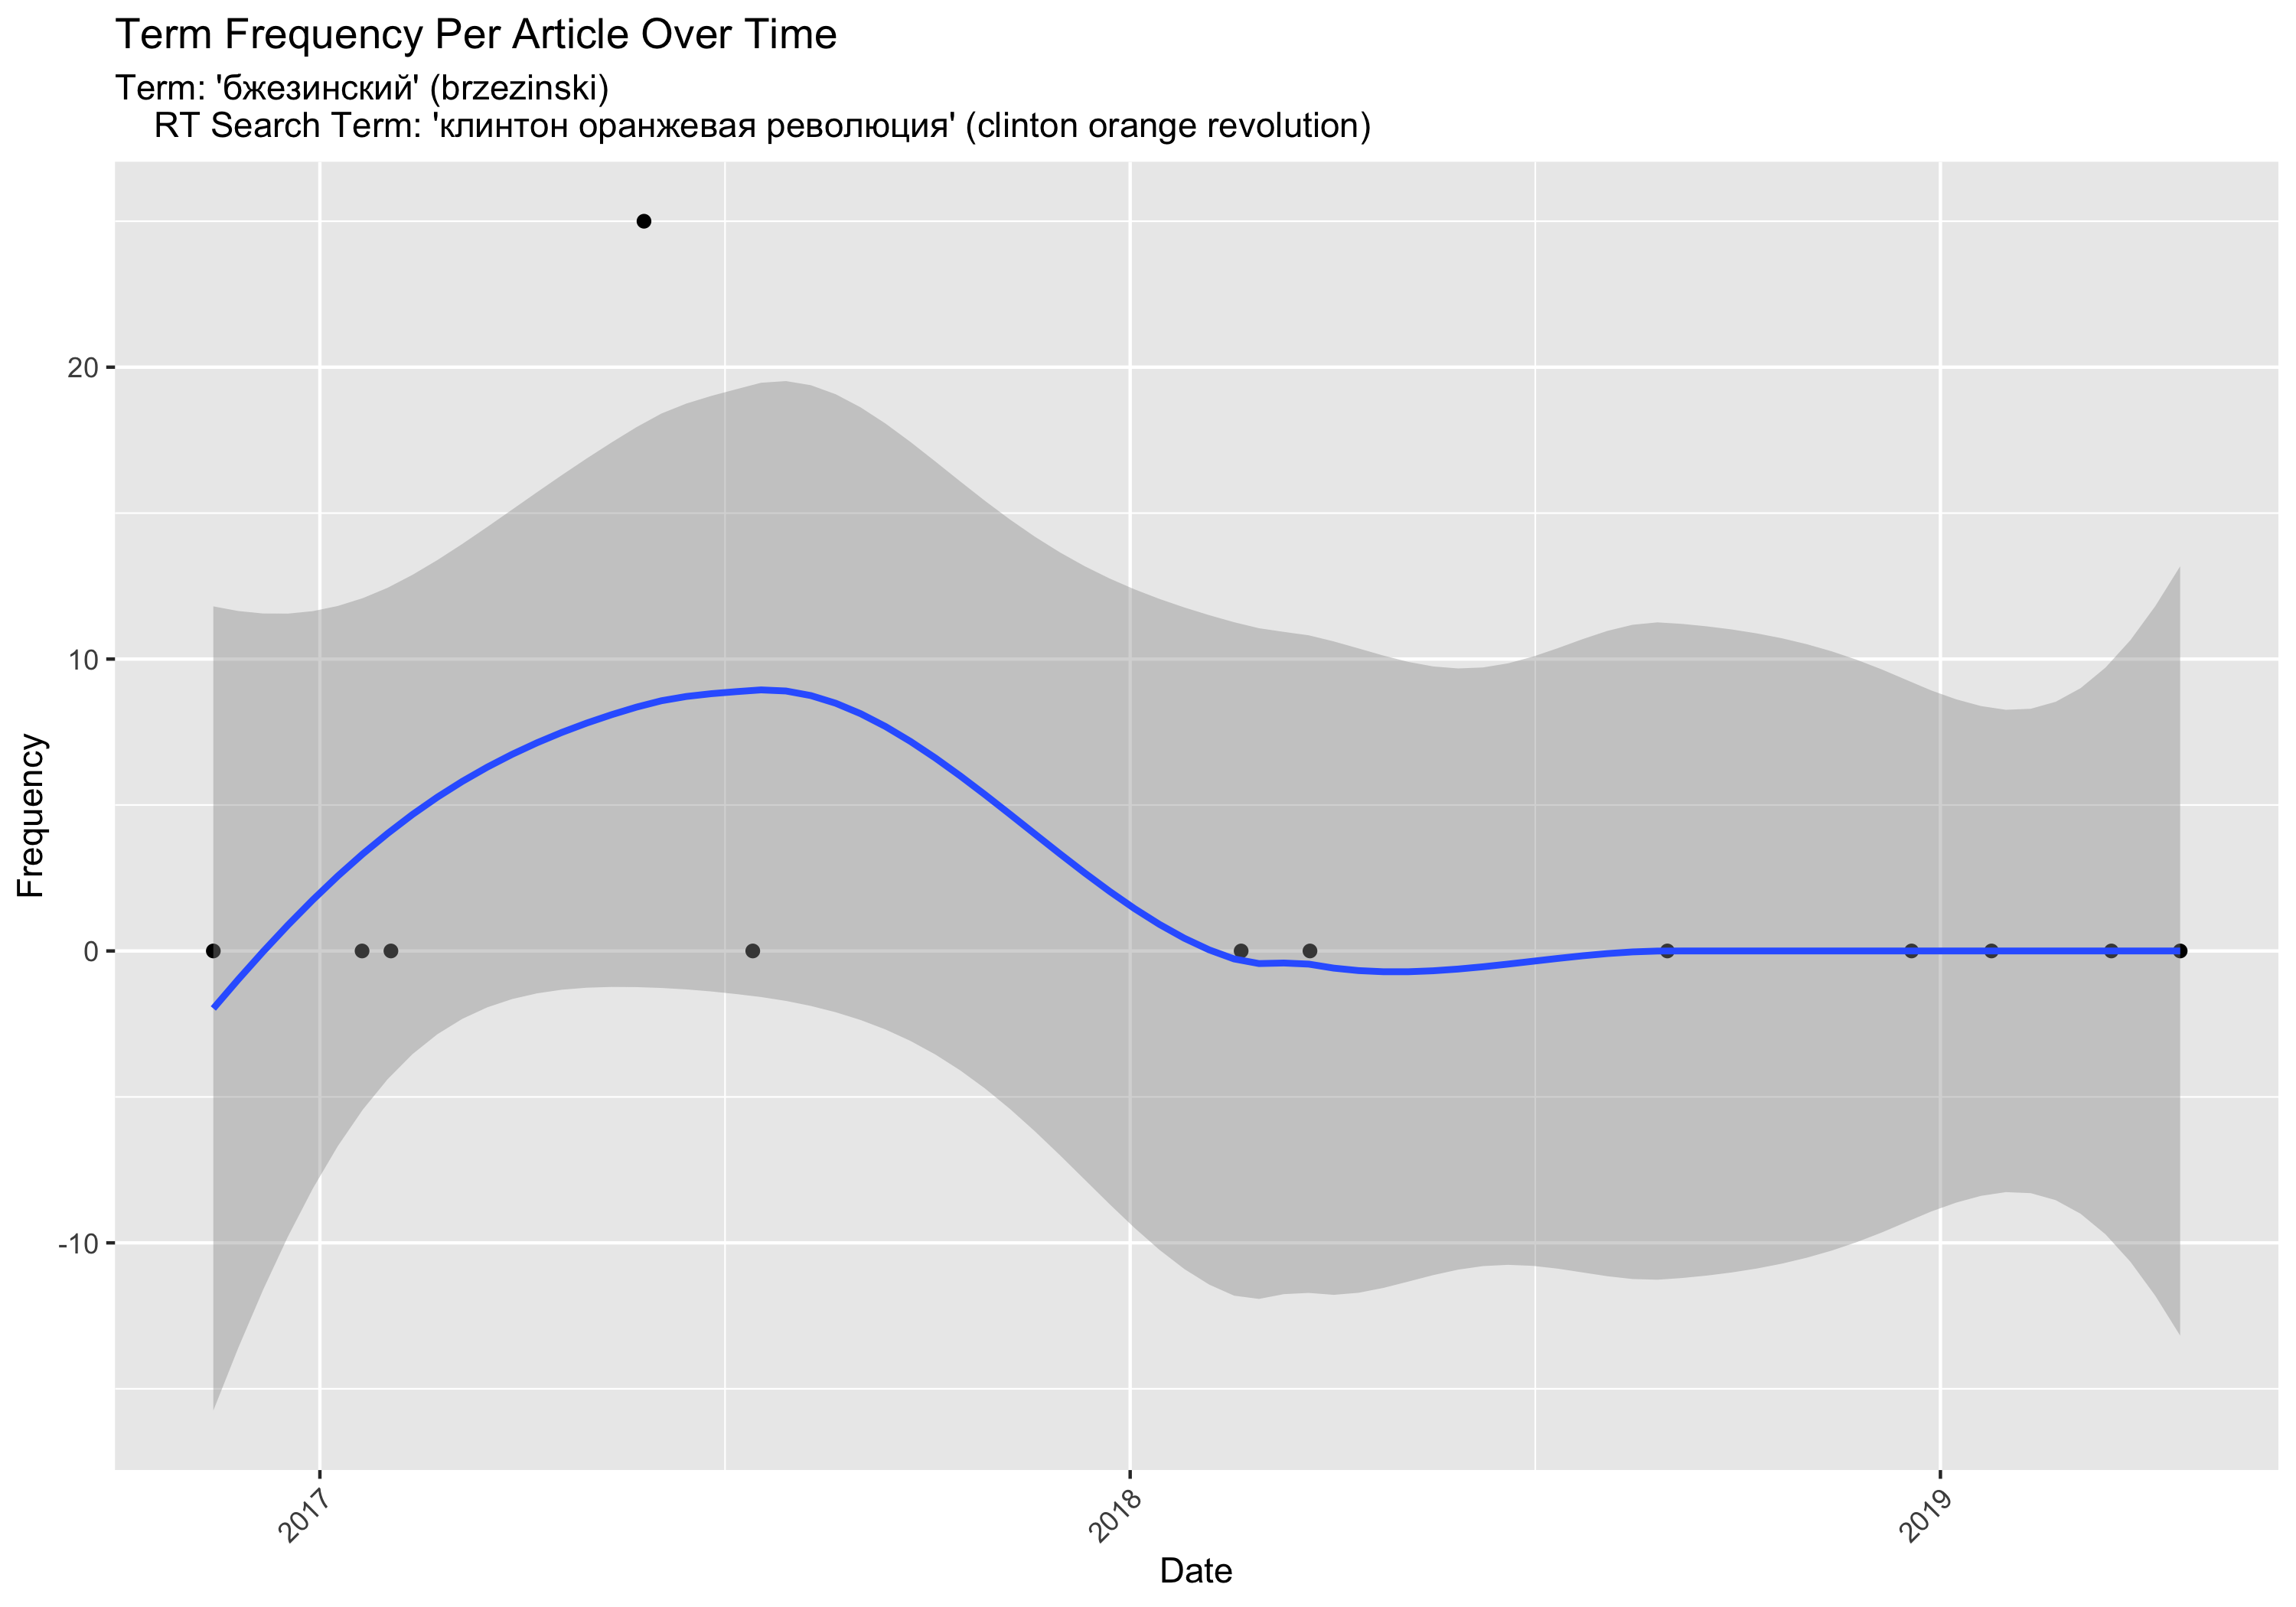 Term Frequency Per Article Over Time
Term: 'бжезинский' (brzezinski)
RT Search Term: 'клинтон оранжевая революция' (clinton orange revolution)
Frequency
20
10
0
-10
2017
2018
2019
Date